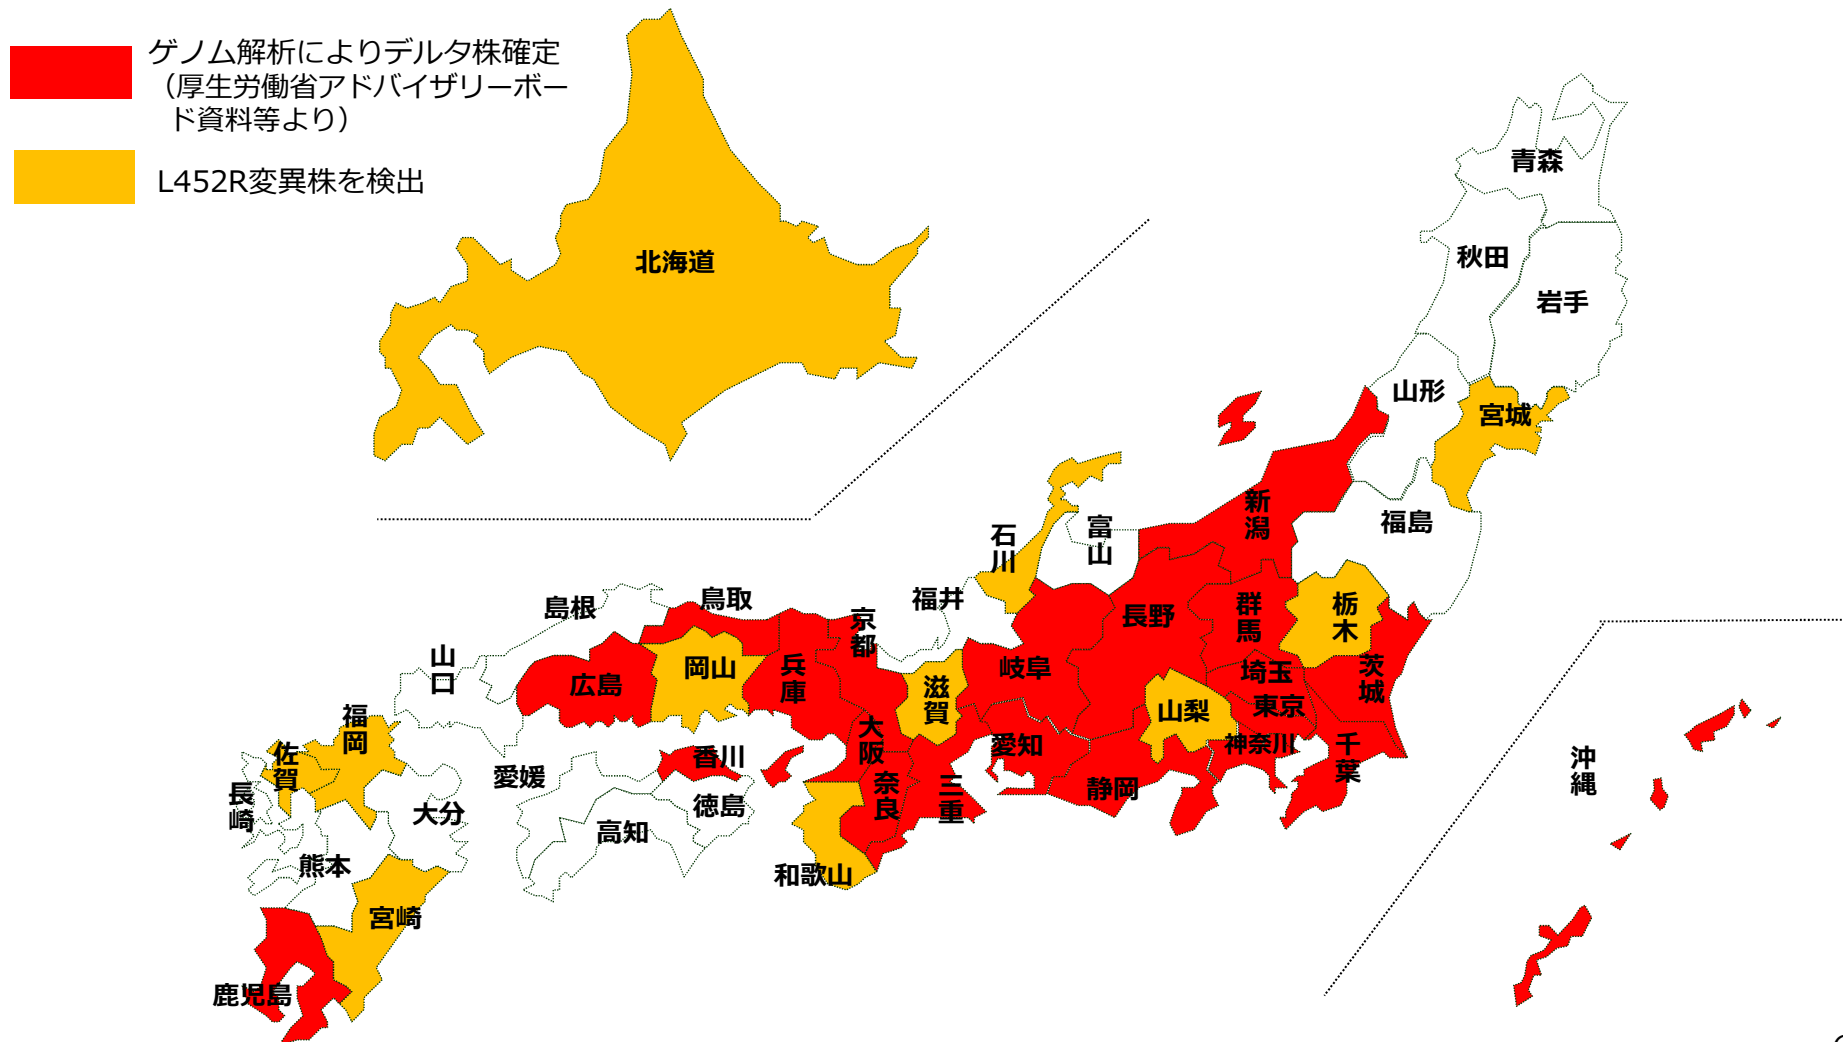 ゲノム解析によりデルタ株確定
（厚生労働省アドバイザリーボー
ド資料等より）
L452R変異株を検出
北海道
青森
秋田
岩手
山形
宮城
新潟
福島
石川
富山
福井
長野
群馬
栃木
茨城
埼玉
東京
神奈川
千葉
山梨
静岡
岐阜
愛知
三重
滋賀
京都
大阪
奈良
和歌山
兵庫
鳥取
島根
岡山
広島
山口
香川
徳島
愛媛
高知
福岡
佐賀
長崎
大分
熊本
宮崎
鹿児島
沖縄